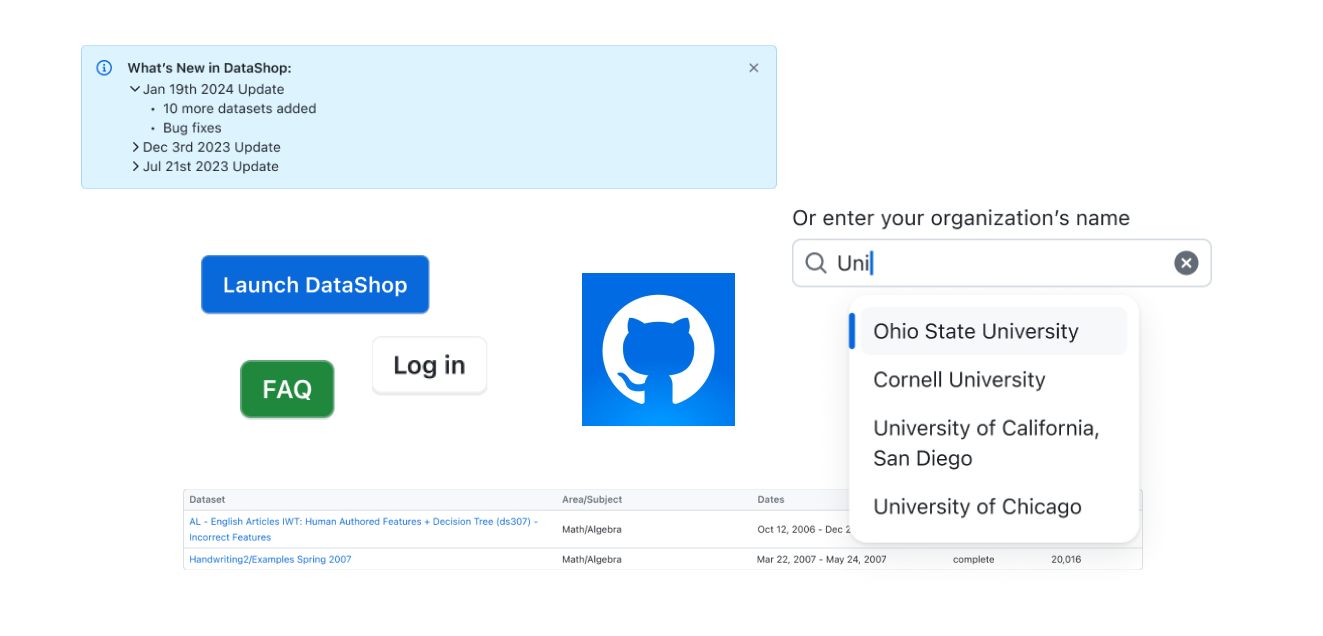 What's New in DataShop:
Jan 19th 2024 Update
• 10 more datasets added
• Bug fixes
Dec 3rd 2023 Update
Jul 21st 2023 Update
Or enter your organization's name
Uni
Launch DataShop
Log in
FAQ
Ohio State University
Cornell University
University of California,
San Diego
University of Chicago
Dataset Area/Subject Dates
AL - English Articles IWT: Human Authored Features + Decision Tree (ds307) -
Incorrect Features
Math/Algebra Oct 12, 2006 - Dec
Handwriting2/Examples Spring 2007 Math/Algebra Mar 22, 2007 - May 24, 2007 complete 20,016